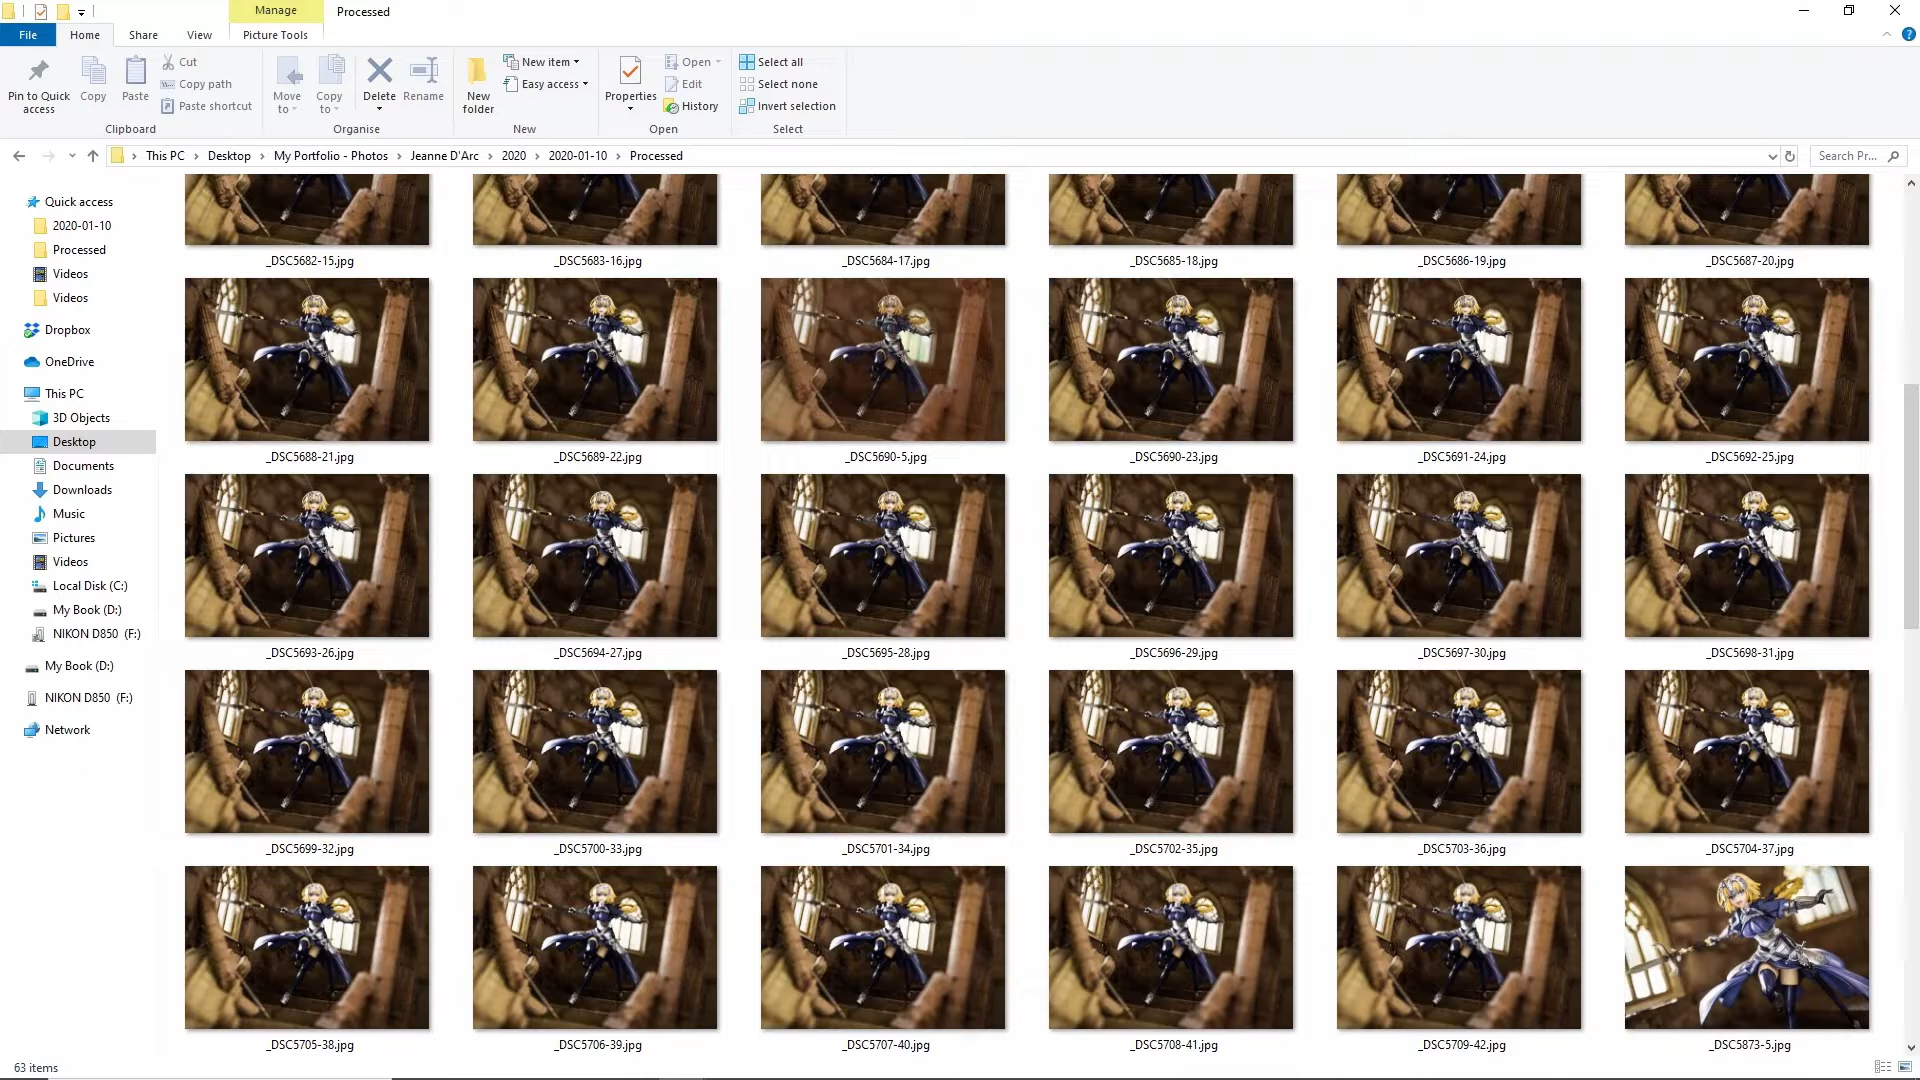 Manage
Processed
File
Home
Share
View
Picture Tools
Pin to Quick access
Copy
Paste
Cut
Copy path
Paste shortcut
Clipboard
Move to
Copy to
Delete
Rename
Organise
New folder
New item
Easy access
New
Properties
Open
Edit
History
Open
Select all
Select none
Invert selection
Select
This PC > Desktop > My Portfolio - Photos > Jeanne D'Arc > 2020 > 2020-01-10 > Processed
Search Pr...
Quick access
2020-01-10
Processed
Videos
Videos
Dropbox
OneDrive
This PC
3D Objects
Desktop
Documents
Downloads
Music
Pictures
Videos
Local Disk (C:)
My Book (D:)
NIKON D850 (F:)
My Book (D:)
NIKON D850 (F:)
Network
_DSC5682-15.jpg
_DSC5683-16.jpg
_DSC5684-17.jpg
_DSC5685-18.jpg
_DSC5686-19.jpg
_DSC5687-20.jpg
_DSC5688-21.jpg
_DSC5689-22.jpg
_DSC5690-5.jpg
_DSC5690-23.jpg
_DSC5691-24.jpg
_DSC5692-25.jpg
_DSC5693-26.jpg
_DSC5694-27.jpg
_DSC5695-28.jpg
_DSC5696-29.jpg
_DSC5697-30.jpg
_DSC5698-31.jpg
_DSC5699-32.jpg
_DSC5700-33.jpg
_DSC5701-34.jpg
_DSC5702-35.jpg
_DSC5703-36.jpg
_DSC5704-37.jpg
_DSC5705-38.jpg
_DSC5706-39.jpg
_DSC5707-40.jpg
_DSC5708-41.jpg
_DSC5709-42.jpg
_DSC5873-5.jpg
63 items